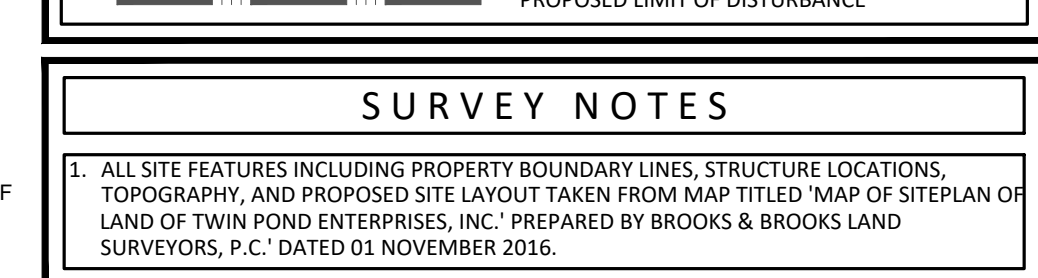 PROPOSED LIMIT OF DISTURBANCE
SURVEY NOTES
1. ALL SITE FEATURES INCLUDING PROPERTY BOUNDARY LINES, STRUCTURE LOCATIONS,
TOPOGRAPHY, AND PROPOSED SITE LAYOUT TAKEN FROM MAP TITLED 'MAP OF SITEPLAN OF
F
LAND OF TWIN POND ENTERPRISES, INC.' PREPARED BY BROOKS & BROOKS LAND
SURVEYORS, P.C.' DATED 01 NOVEMBER 2016.